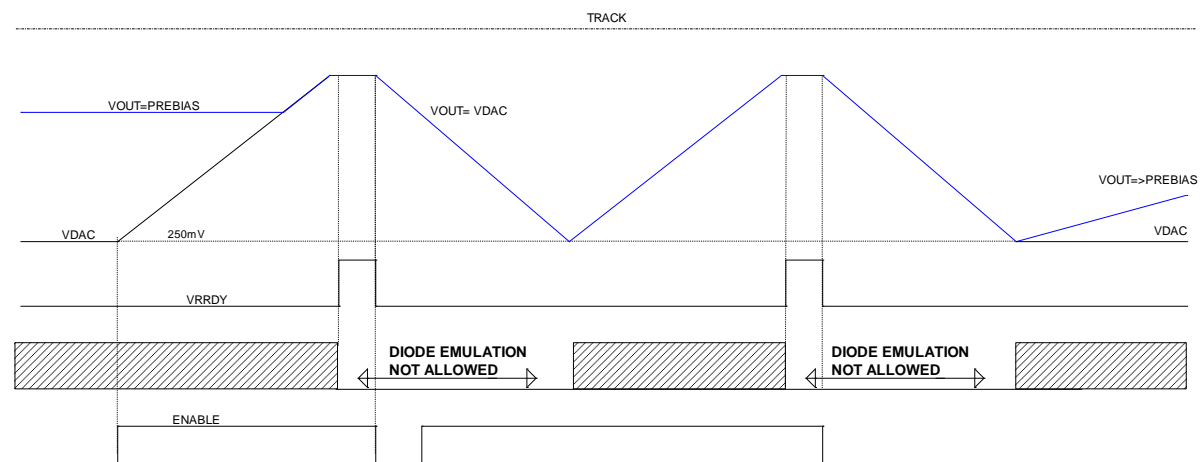 TRACK
VOUT=PREBIAS
VOUT= VDAC
VOUT=>PREBIAS
VDAC
250mV
VDAC
VRRDY
DIODE EMULATION
NOT ALLOWED
DIODE EMULATION
NOT ALLOWED
ENABLE